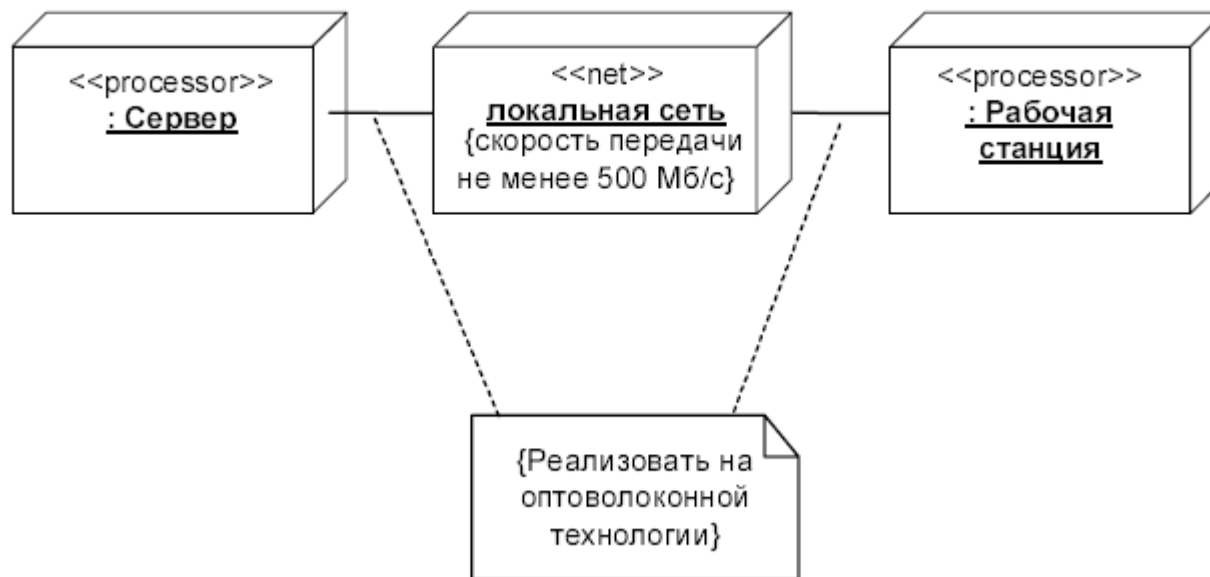 <<processor>>
: Сервер
<<net>>
локальная сеть
{скорость передачи
не менее 500 Мб/с}
<<processor>>
: Рабочая
станция
{Реализовать на
оптоволоконной
технологии}